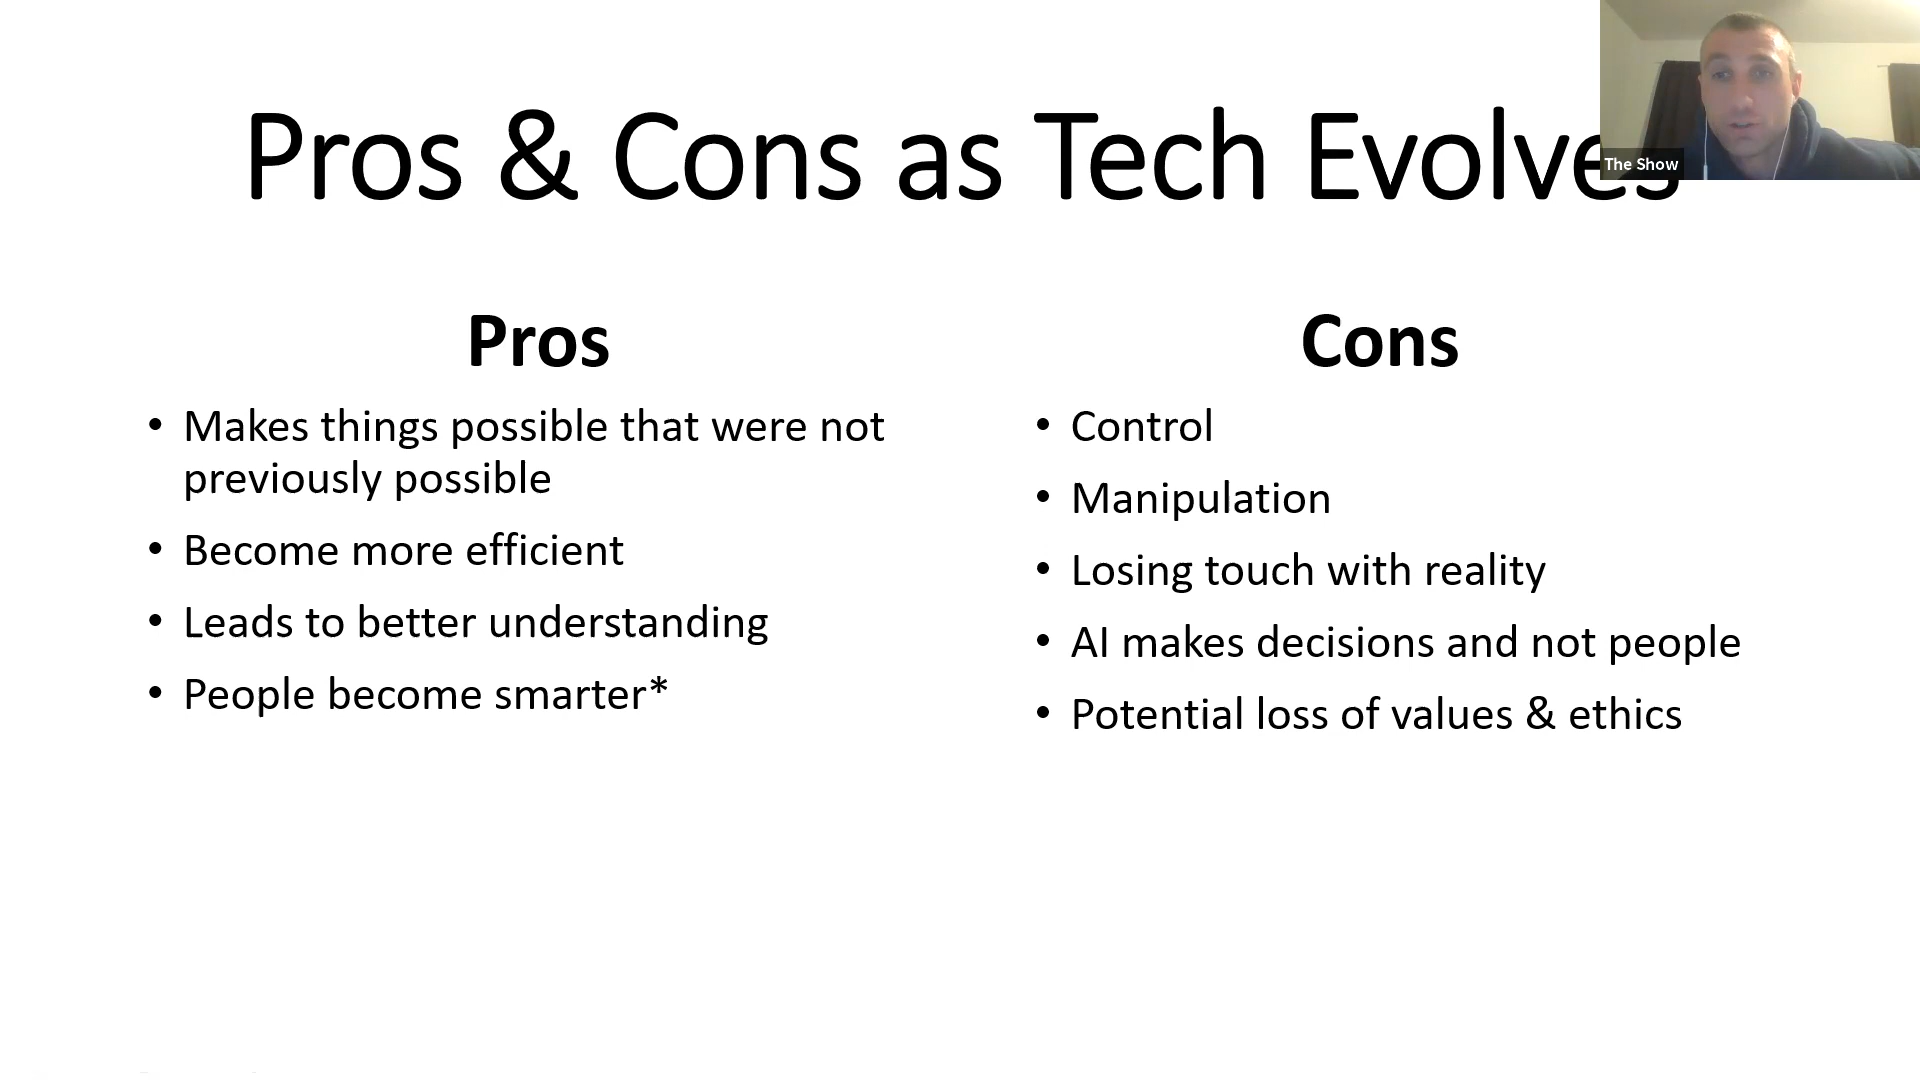 Pros & Cons as Tech Evolves
The Show
Pros
Makes things possible that were not
previously possible
• Become more efficient
• Leads to better understanding
• People become smarter*
Cons
• Control
• Manipulation
• Losing touch with reality
• AI makes decisions and not people
• Potential loss of values & ethics